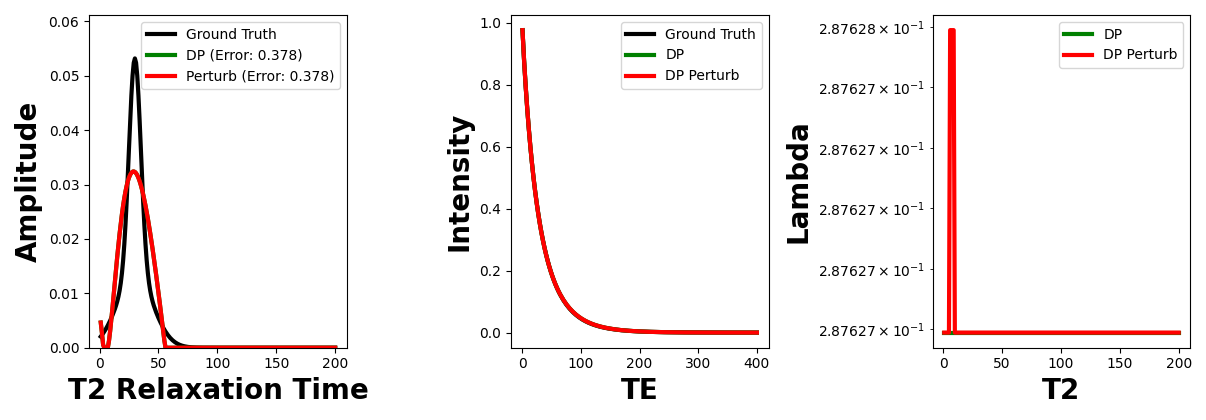 0.06
0.05
0.04
0.03
0.02
0.01
0.00
Amplitude
Ground Truth
DP (Error: 0.378)
Perturb (Error: 0.378)
0 50 100 150 200
T2 Relaxation Time
1.0
0.8
0.6
0.4
0.2
0.0
Intensity
Ground Truth
DP
DP Perturb
0 100 200 300 400
TE
2.87628 × 10⁻¹
2.87627 × 10⁻¹
2.87627 × 10⁻¹
2.87627 × 10⁻¹
2.87627 × 10⁻¹
2.87627 × 10⁻¹
Lambda
DP
DP Perturb
0 50 100 150 200
T2